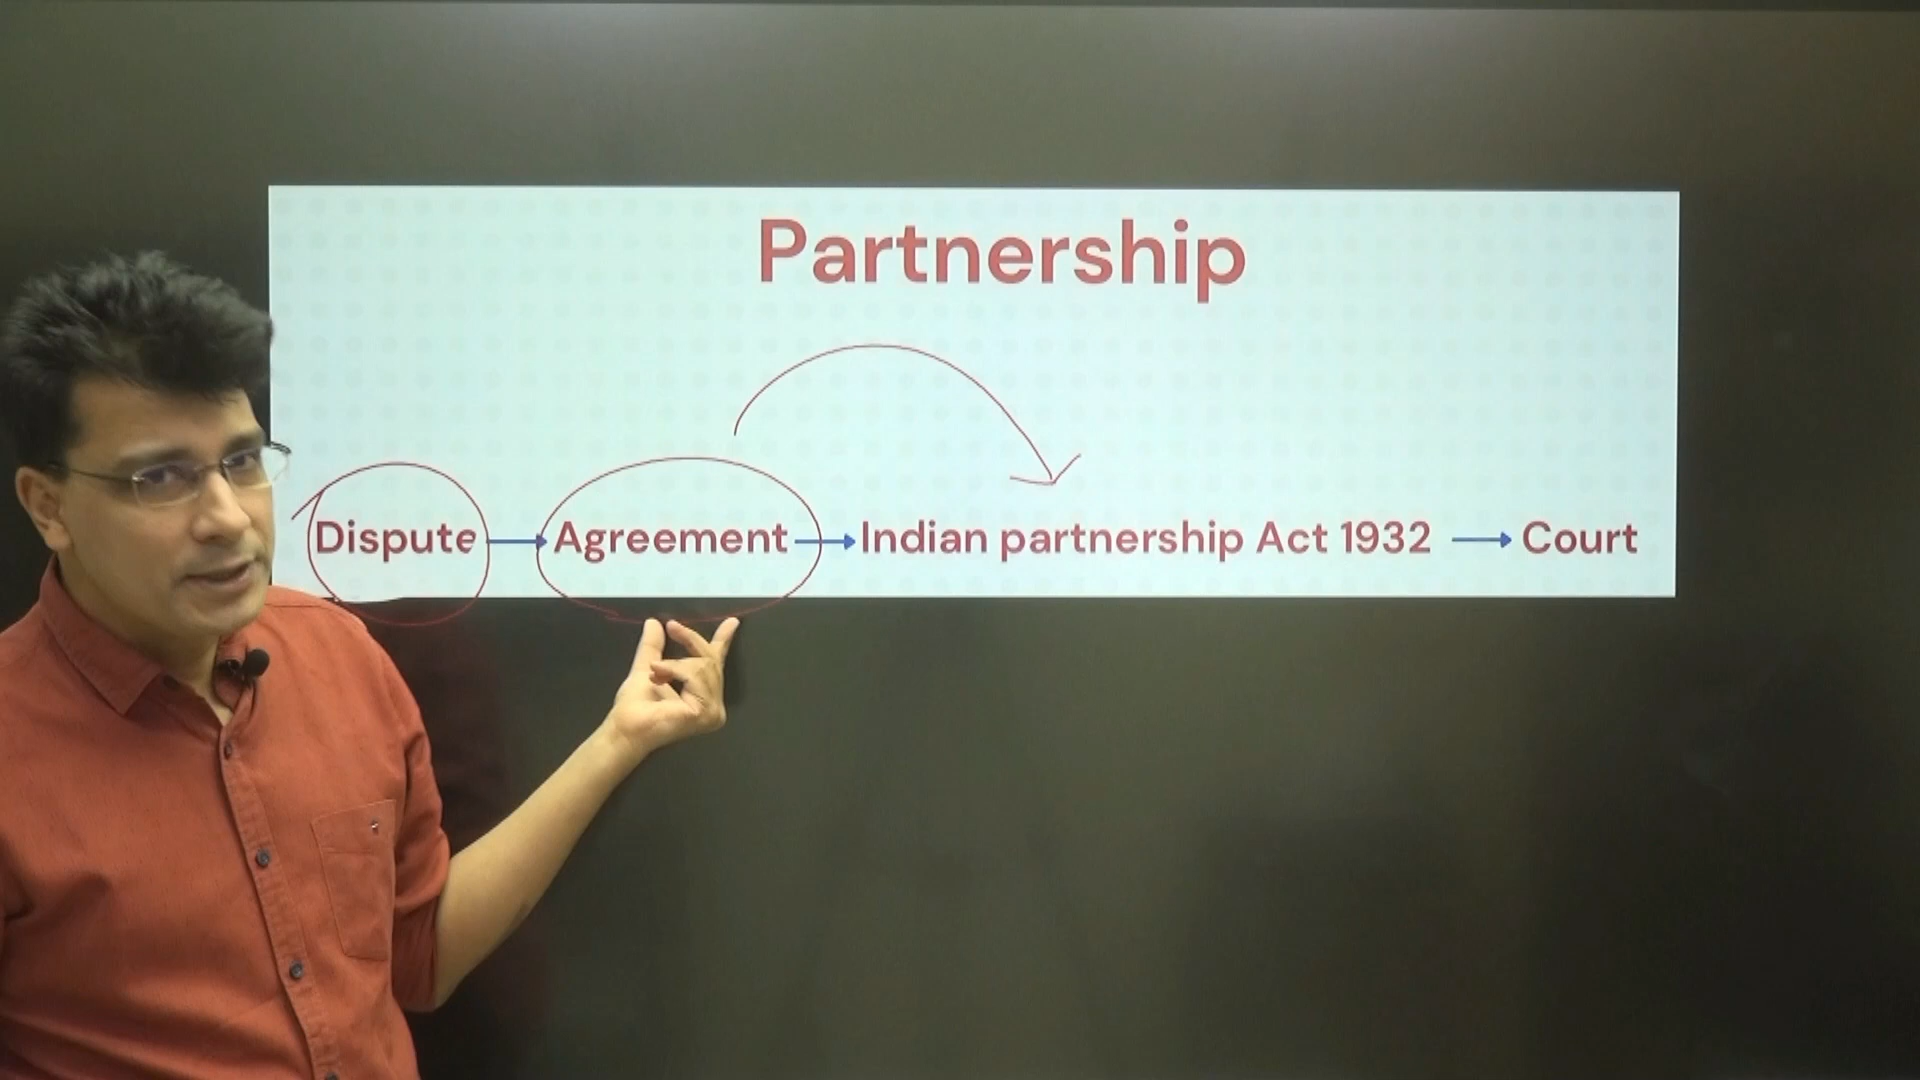 Partnership
Dispute → Agreement → Indian partnership Act 1932 → Court